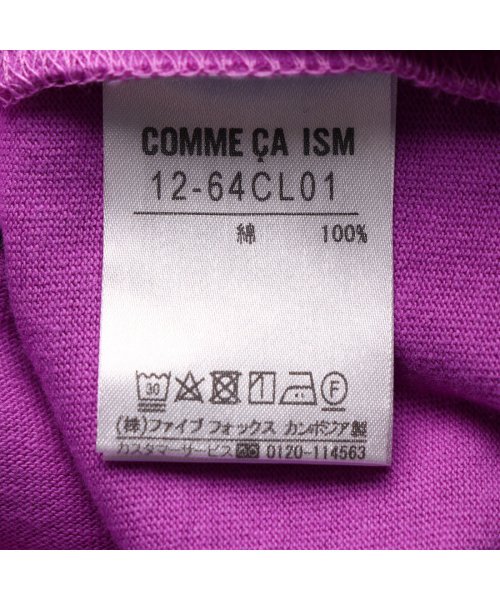 COMME ÇA ISM
12-64CL01
綿 100%
30 F
(株)ファイブ フォックス カンボジア製
カスタマーサービス 0120-114563